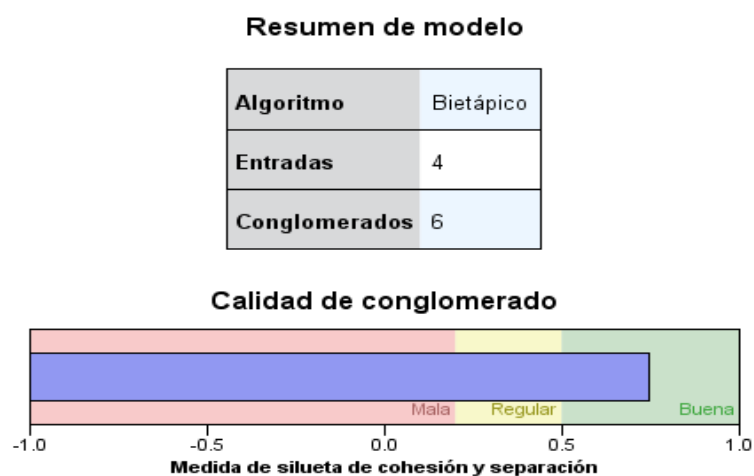 Resumen de modelo
Algoritmo Bietápico
Entradas 4
Conglomerados 6
Calidad de conglomerado
Mala Regular Buena
-1.0 -0.5 0.0 0.5 1.0
Medida de silueta de cohesión y separación